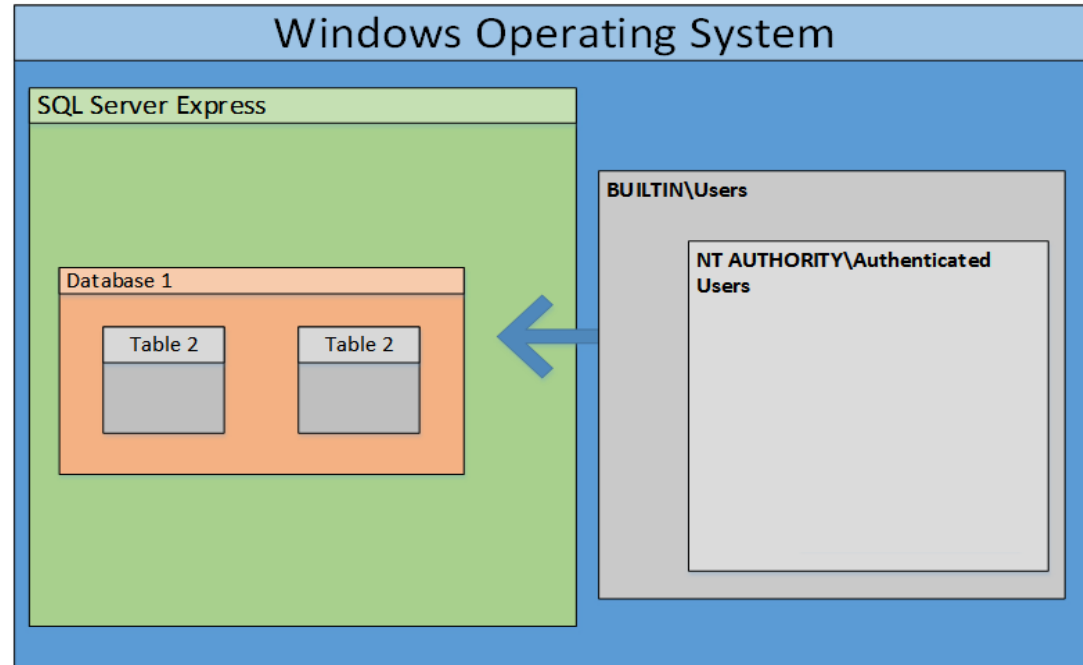 Windows Operating System
SQL Server Express
BUILTIN\Users
NT AUTHORITY\Authenticated
Users
Database 1
Table 2
Table 2